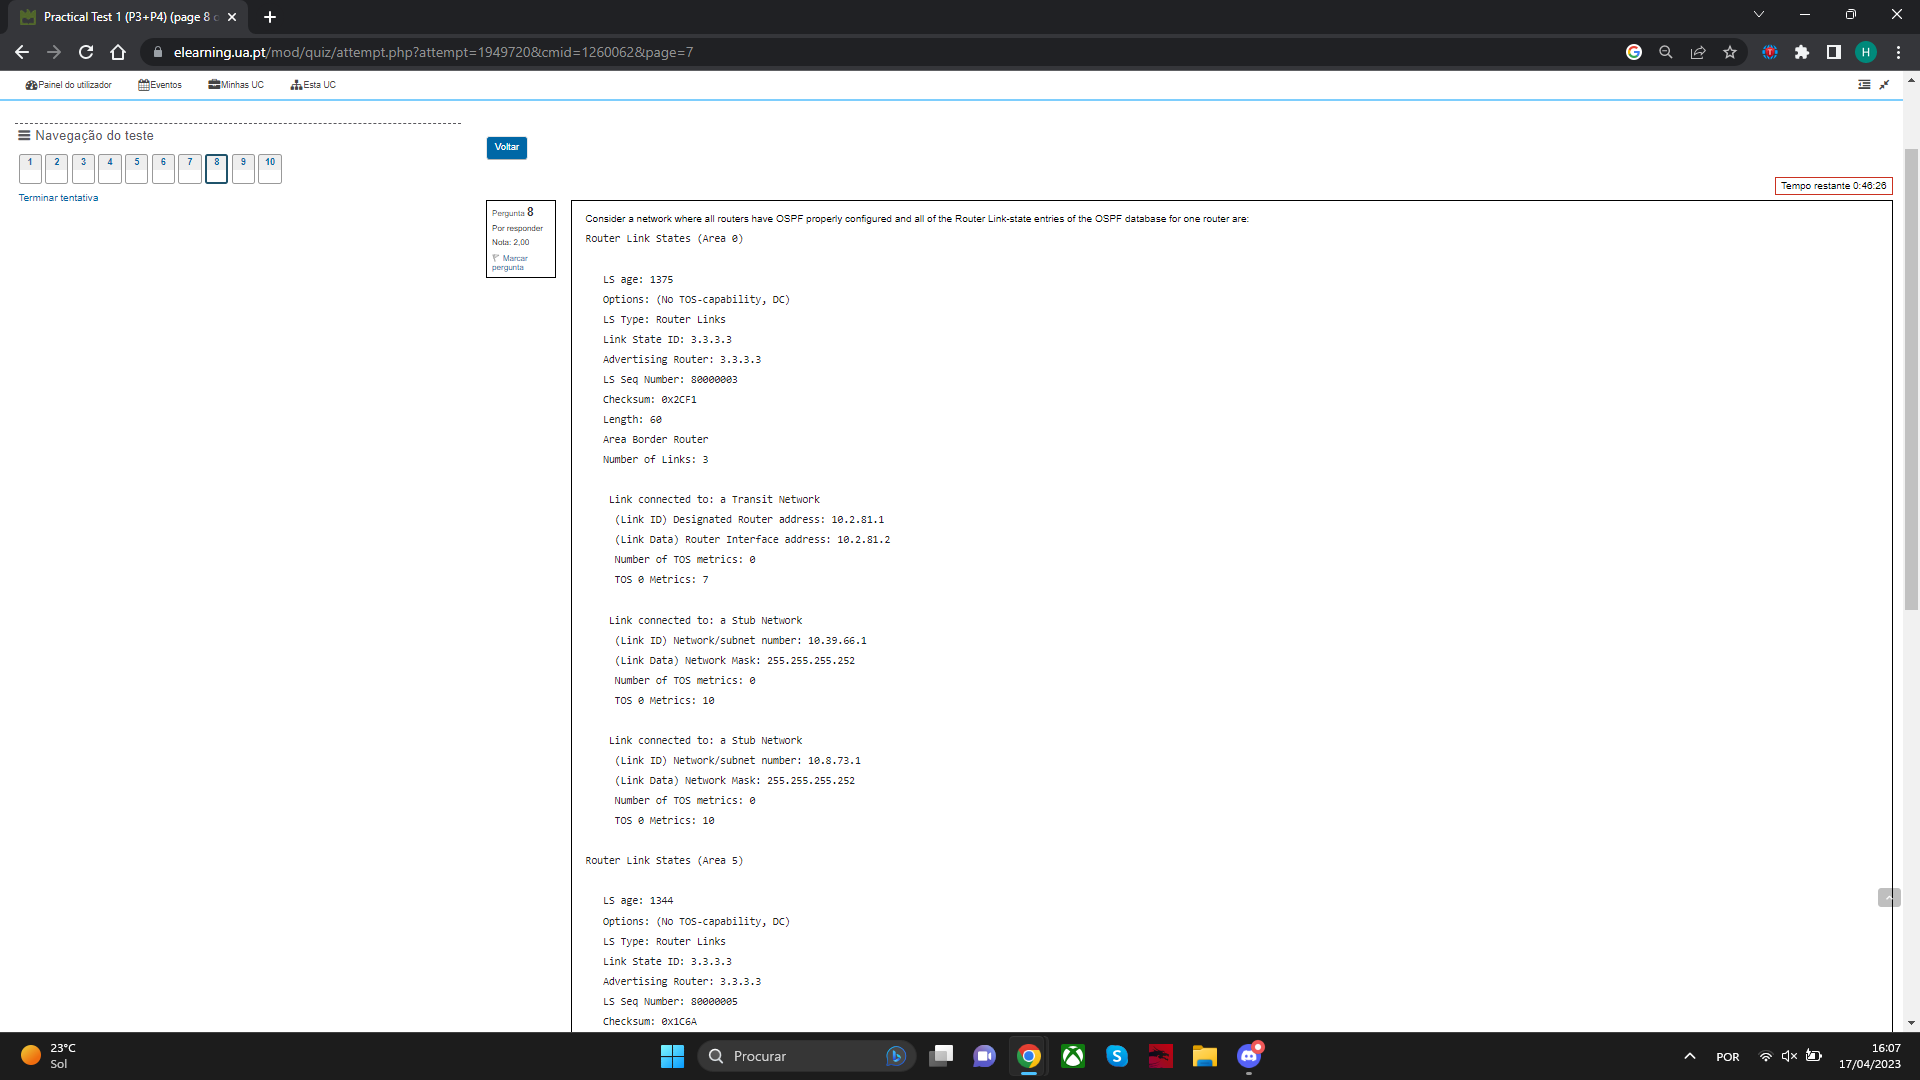 Practical Test 1 (P3+P4) (page 8 o
elearning.ua.pt/mod/quiz/attempt.php?attempt=1949720&cmid=1260062&page=7
H
Painel do utilizador
Eventos
Minhas UC
Esta UC
Navegação do teste
1 2 3 4 5 6 7 8 9 10
Terminar tentativa
Voltar
Tempo restante 0:46:26
Pergunta 8
Por responder
Nota: 2,00
Marcar
pergunta
Consider a network where all routers have OSPF properly configured and all of the Router Link-state entries of the OSPF database for one router are:
Router Link States (Area 0)
LS age: 1375
Options: (No TOS-capability, DC)
LS Type: Router Links
Link State ID: 3.3.3.3
Advertising Router: 3.3.3.3
LS Seq Number: 80000003
Checksum: 0x2CF1
Length: 60
Area Border Router
Number of Links: 3
Link connected to: a Transit Network
(Link ID) Designated Router address: 10.2.81.1
(Link Data) Router Interface address: 10.2.81.2
Number of TOS metrics: 0
TOS 0 Metrics: 7
Link connected to: a Stub Network
(Link ID) Network/subnet number: 10.39.66.1
(Link Data) Network Mask: 255.255.255.252
Number of TOS metrics: 0
TOS 0 Metrics: 10
Link connected to: a Stub Network
(Link ID) Network/subnet number: 10.8.73.1
(Link Data) Network Mask: 255.255.255.252
Number of TOS metrics: 0
TOS 0 Metrics: 10
Router Link States (Area 5)
LS age: 1344
Options: (No TOS-capability, DC)
LS Type: Router Links
Link State ID: 3.3.3.3
Advertising Router: 3.3.3.3
LS Seq Number: 80000005
Checksum: 0x1C6A
23°C
Sol
Procurar
POR
16:07
17/04/2023